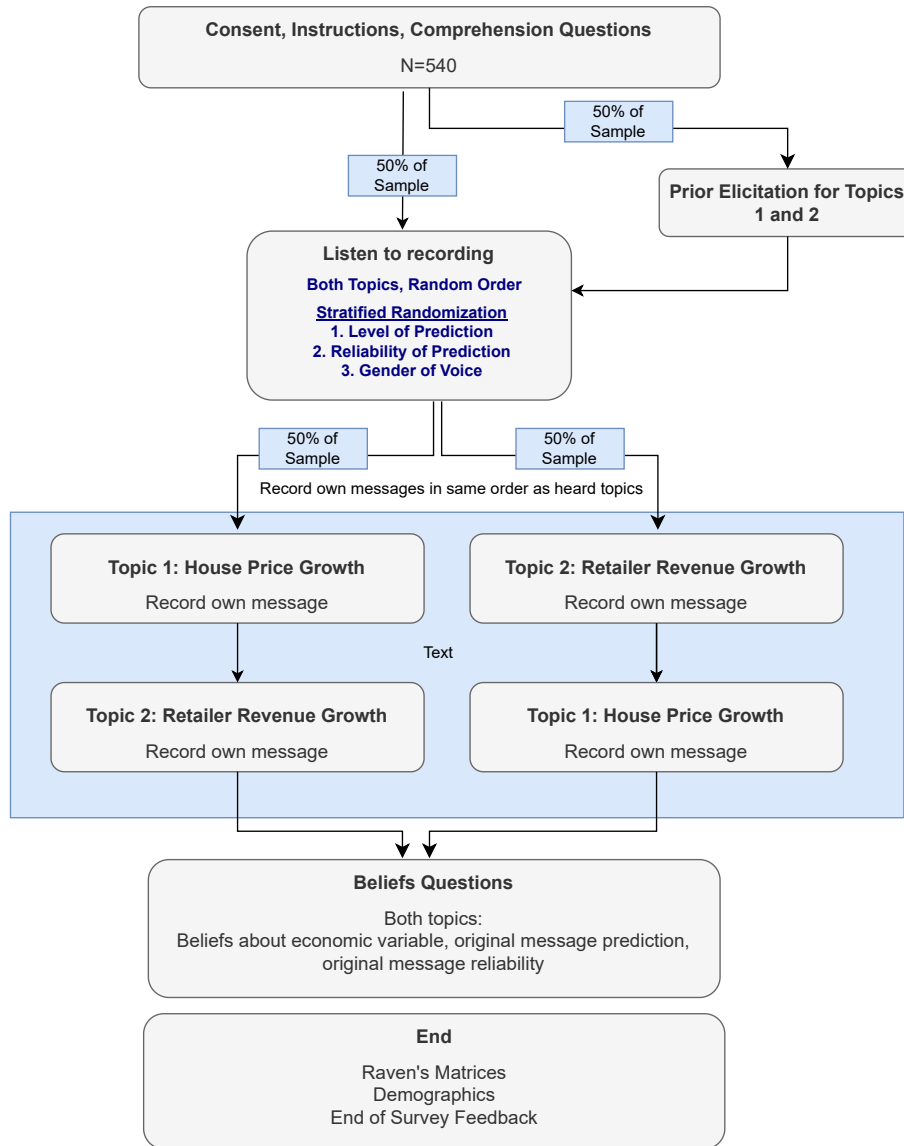 Consent, Instructions, Comprehension Questions
N=540
50% of
Sample
50% of
Sample
Prior Elicitation for Topics
1 and 2
Listen to recording
Both Topics, Random Order
Stratified Randomization
1. Level of Prediction
2. Reliability of Prediction
3. Gender of Voice
50% of
Sample
50% of
Sample
Record own messages in same order as heard topics
Topic 1: House Price Growth
Record own message
Topic 2: Retailer Revenue Growth
Record own message
Text
Topic 2: Retailer Revenue Growth
Record own message
Topic 1: House Price Growth
Record own message
Beliefs Questions
Both topics:
Beliefs about economic variable, original message prediction,
original message reliability
End
Raven's Matrices
Demographics
End of Survey Feedback